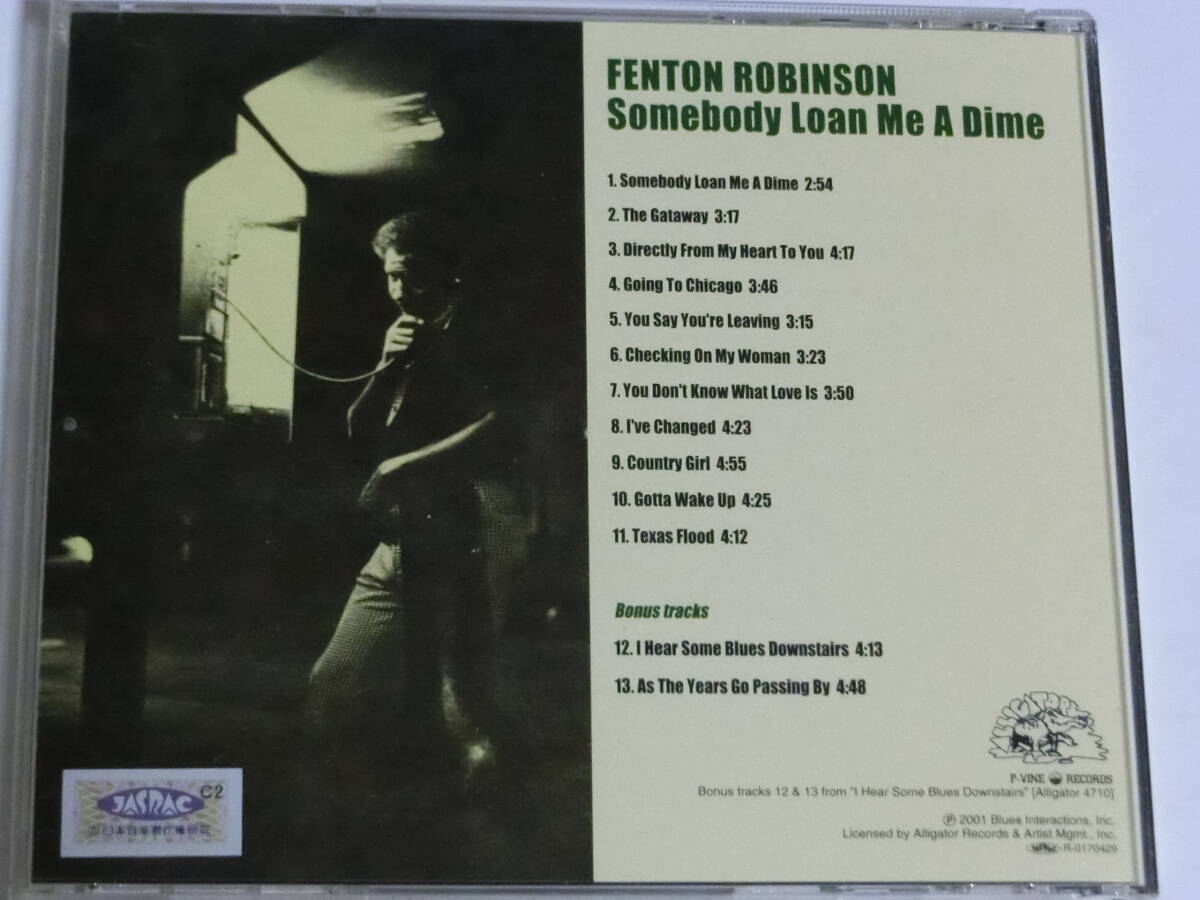 FENTON ROBINSON
Somebody Loan Me A Dime
1. Somebody Loan Me A Dime 2:54
2. The Gataway 3:17
3. Directly From My Heart To You 4:17
4. Going To Chicago 3:46
5. You Say You're Leaving 3:15
6. Checking On My Woman 3:23
7. You Don't Know What Love Is 3:50
8. I've Changed 4:23
9. Country Girl 4:55
10. Gotta Wake Up 4:25
11. Texas Flood 4:12
Bonus tracks
12. I Hear Some Blues Downstairs 4:13
13. As The Years Go Passing By 4:48
ALLIGATOR
P-VINE RECORDS
Bonus tracks 12 & 13 from "I Hear Some Blues Downstairs" [Alligator 4710]
Ⓟ 2001 Blues Interactions, Inc.
Licensed by Alligator Records & Artist Mgmt., Inc.
R-0170429
JASRAC C2